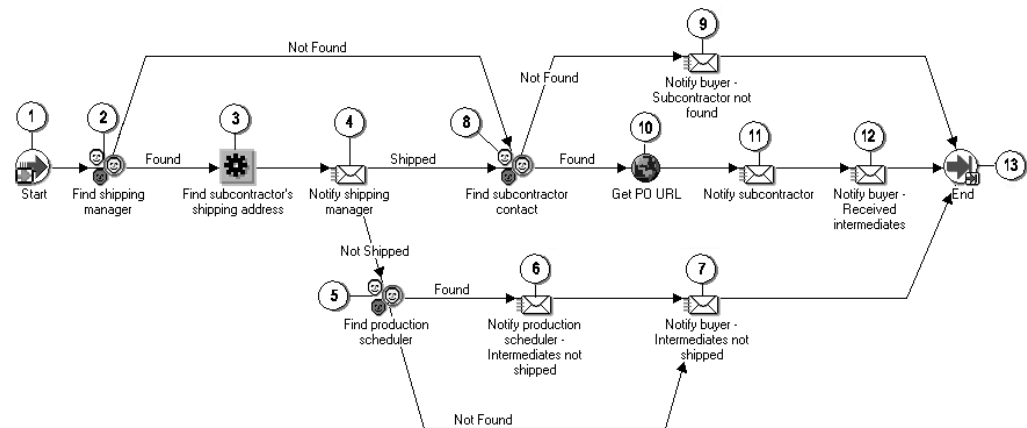 9
Not Found
Not Found
Notify buyer -
Subcontractor not
found
1
2
3
4
8
10
11
12
13
Found
Shipped
Found
Start
Find shipping
manager
Find subcontractor's
shipping address
Notify shipping
manager
Find subcontractor
contact
Get PO URL
Notify subcontractor
Notify buyer -
Received
intermediates
End
Not Shipped
5
6
7
Found
Find production
scheduler
Notify production
scheduler -
Intermediates not
shipped
Notify buyer -
Intermediates not
shipped
Not Found